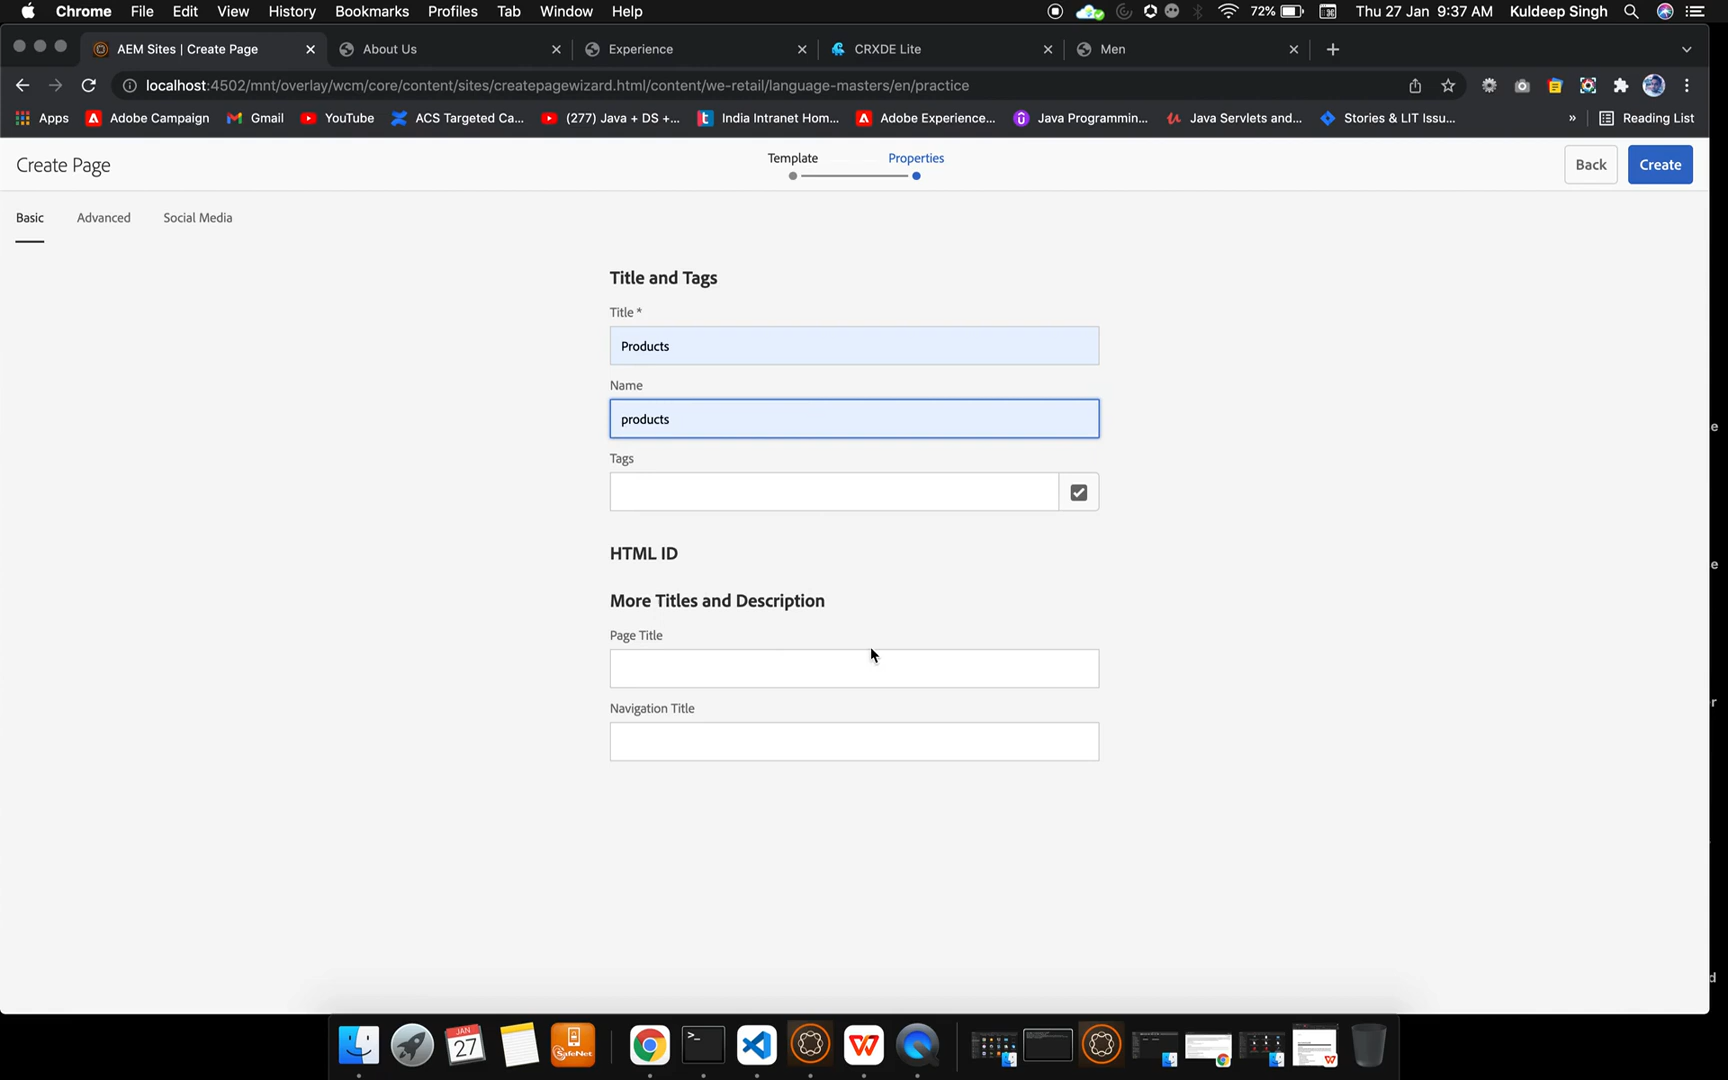 Chrome File Edit View History Bookmarks Profiles Tab Window Help 72% Thu 27 Jan 9:37 AM Kuldeep Singh
AEM Sites | Create Page About Us Experience CRXDE Lite Men
localhost:4502/mnt/overlay/wcm/core/content/sites/createpagewizard.html/content/we-retail/language-masters/en/practice
Apps Adobe Campaign Gmail YouTube ACS Targeted Ca... (277) Java + DS +... India Intranet Hom... Adobe Experience... Java Programmin... Java Servlets and... Stories & LIT Issu... » Reading List
Create Page Template Properties Back Create
Basic Advanced Social Media
Title and Tags
Title *
Products
Name
products
Tags
HTML ID
More Titles and Description
Page Title
Navigation Title
JAN
27
SafeNet